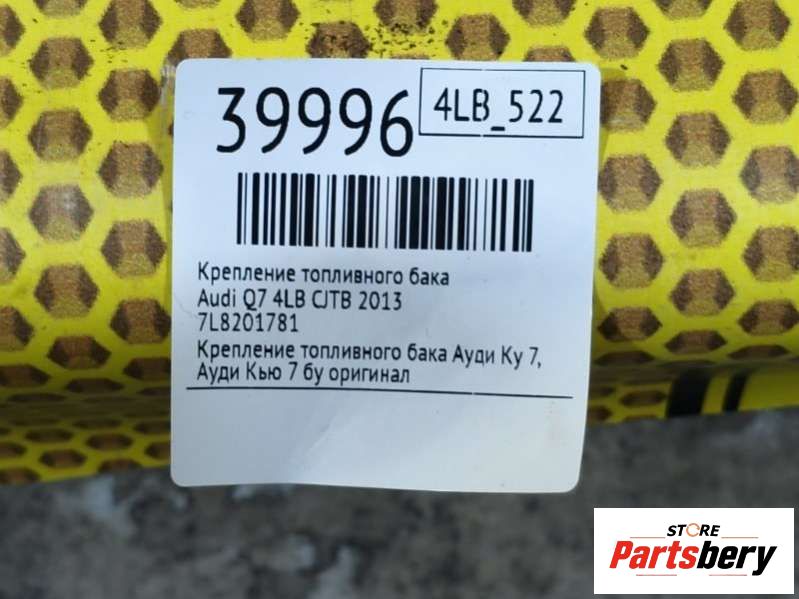 39996
4LB_522
Крепление топливного бака
Audi Q7 4LB CJTB 2013
7L8201781
Крепление топливного бака Ауди Ку 7,
Ауди Кью 7 бу оригинал
STORE
Partsbery